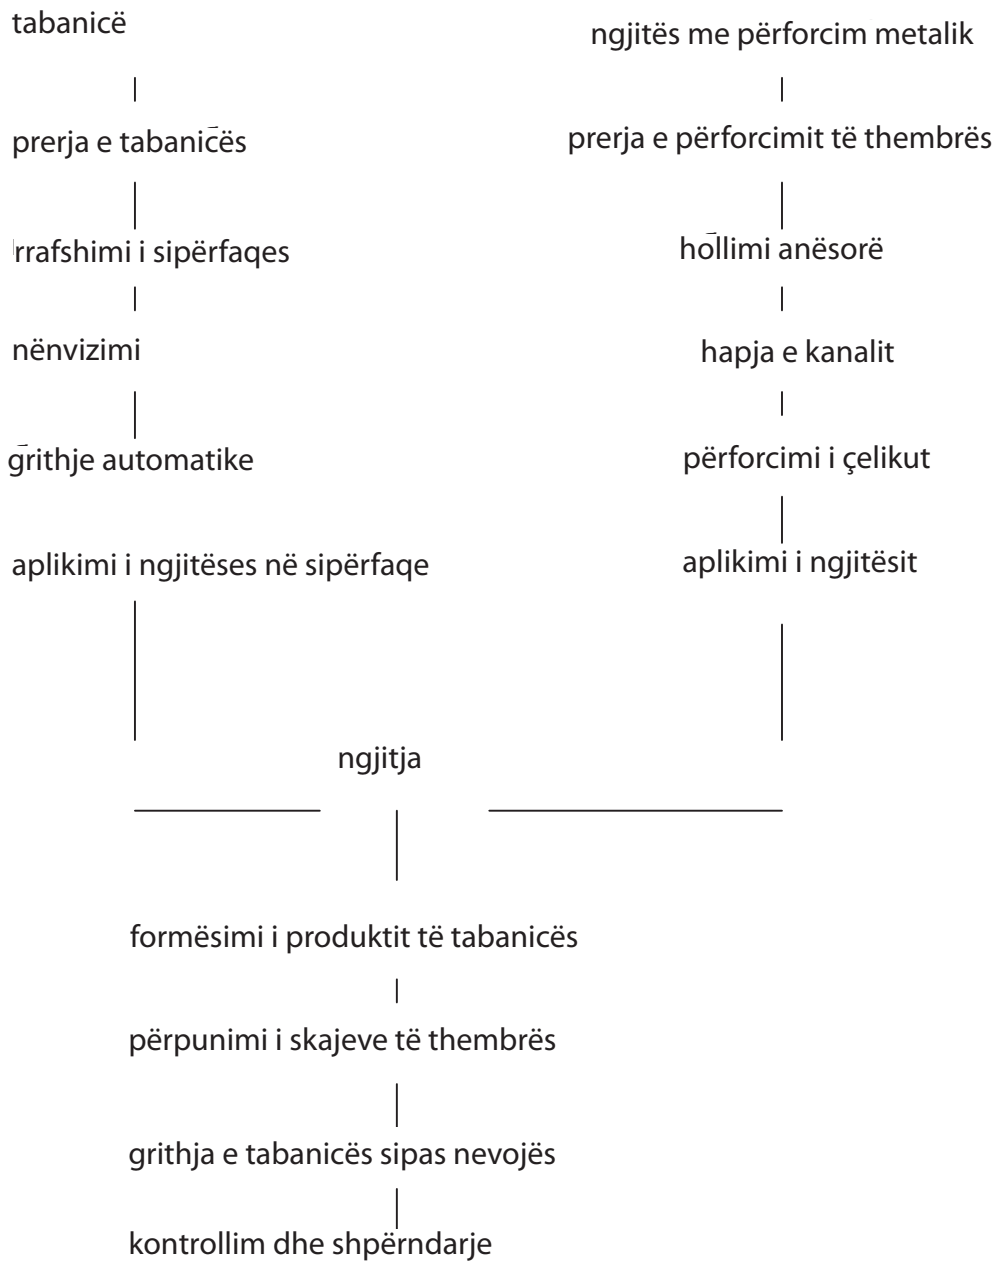 tabanicë
prerja e tabanicës
rrafshimi i sipërfaqes
nënvizimi
grithje automatike
aplikimi i ngjitëses në sipërfaqe
ngjitës me përforcim metalik
prerja e përforcimit të thembrës
hollimi anësorë
hapja e kanalit
përforcimi i çelikut
aplikimi i ngjitësit
ngjitja
formësimi i produktit të tabanicës
përpunimi i skajeve të thembrës
grithja e tabanicës sipas nevojës
kontrollim dhe shpërndarje